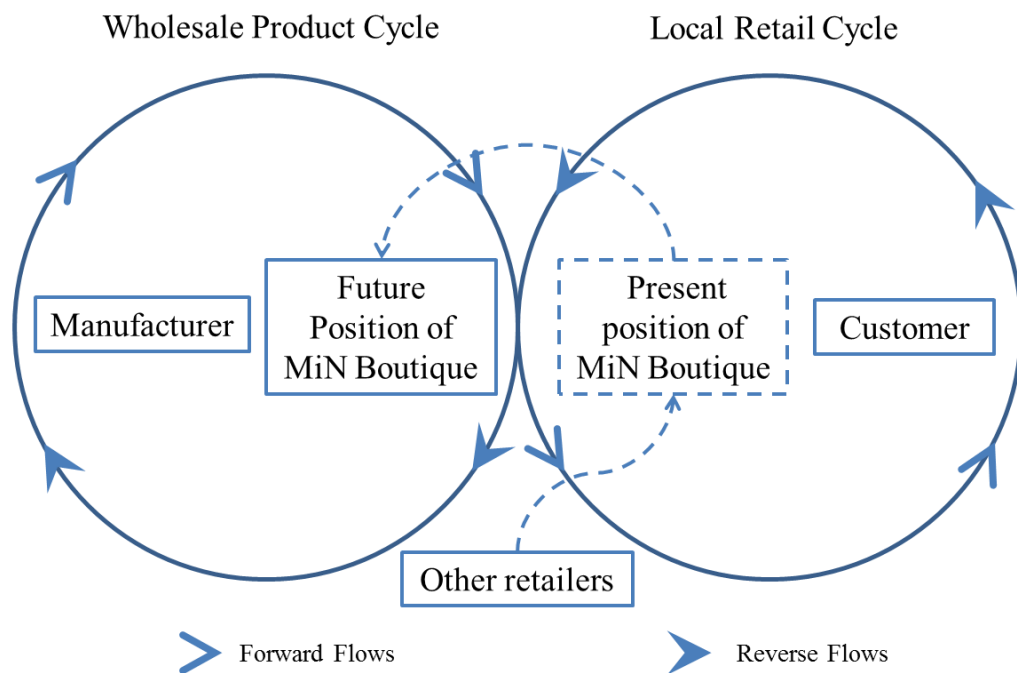 Wholesale Product Cycle
Local Retail Cycle
Manufacturer
Future
Position of
MiN Boutique
Present
position of
MiN Boutique
Customer
Other retailers
Forward Flows
Reverse Flows